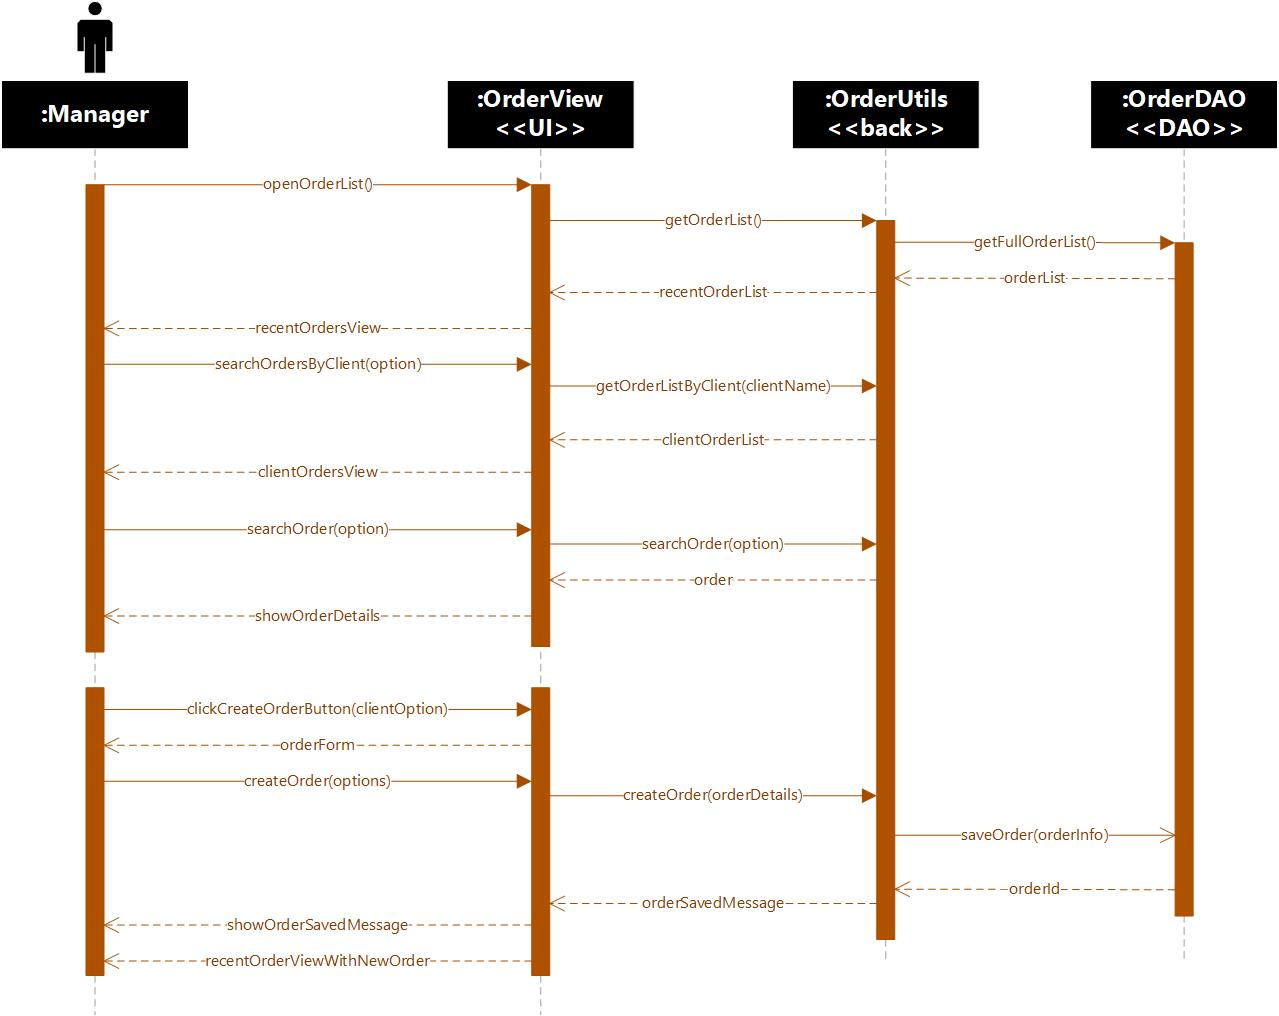 :Manager
:OrderView
<<UI>>
:OrderUtils
<<back>>
:OrderDAO
<<DAO>>
openOrderList()
getOrderList()
getFullOrderList()
orderList
recentOrderList
recentOrdersView
searchOrdersByClient(option)
getOrderListByClient(clientName)
clientOrderList
clientOrdersView
searchOrder(option)
searchOrder(option)
order
showOrderDetails
clickCreateOrderButton(clientOption)
orderForm
createOrder(options)
createOrder(orderDetails)
saveOrder(orderInfo)
orderId
orderSavedMessage
showOrderSavedMessage
recentOrderViewWithNewOrder